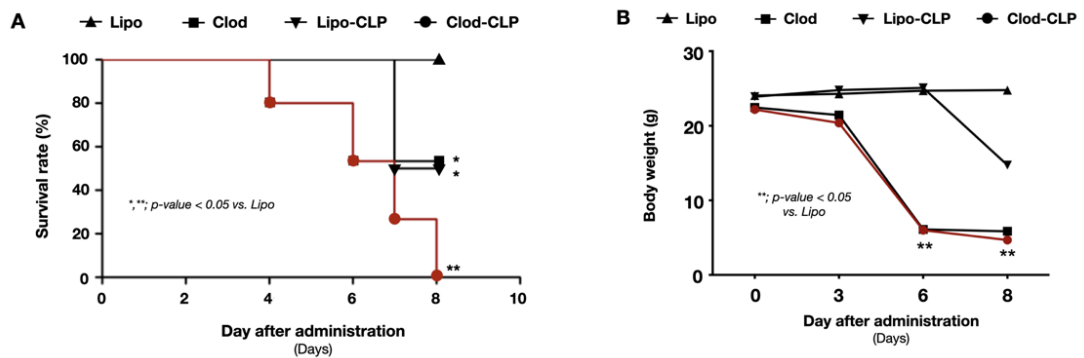 A
Lipo Clod Lipo-CLP Clod-CLP
Survival rate (%)
100
80
60
40
20
0
*
*
**
*,**; p-value < 0.05 vs. Lipo
0 2 4 6 8 10
Day after administration
(Days)
B
Lipo Clod Lipo-CLP Clod-CLP
Body weight (g)
30
20
10
0
**; p-value < 0.05
vs. Lipo
**
**
0 3 6 8
Day after administration
(Days)